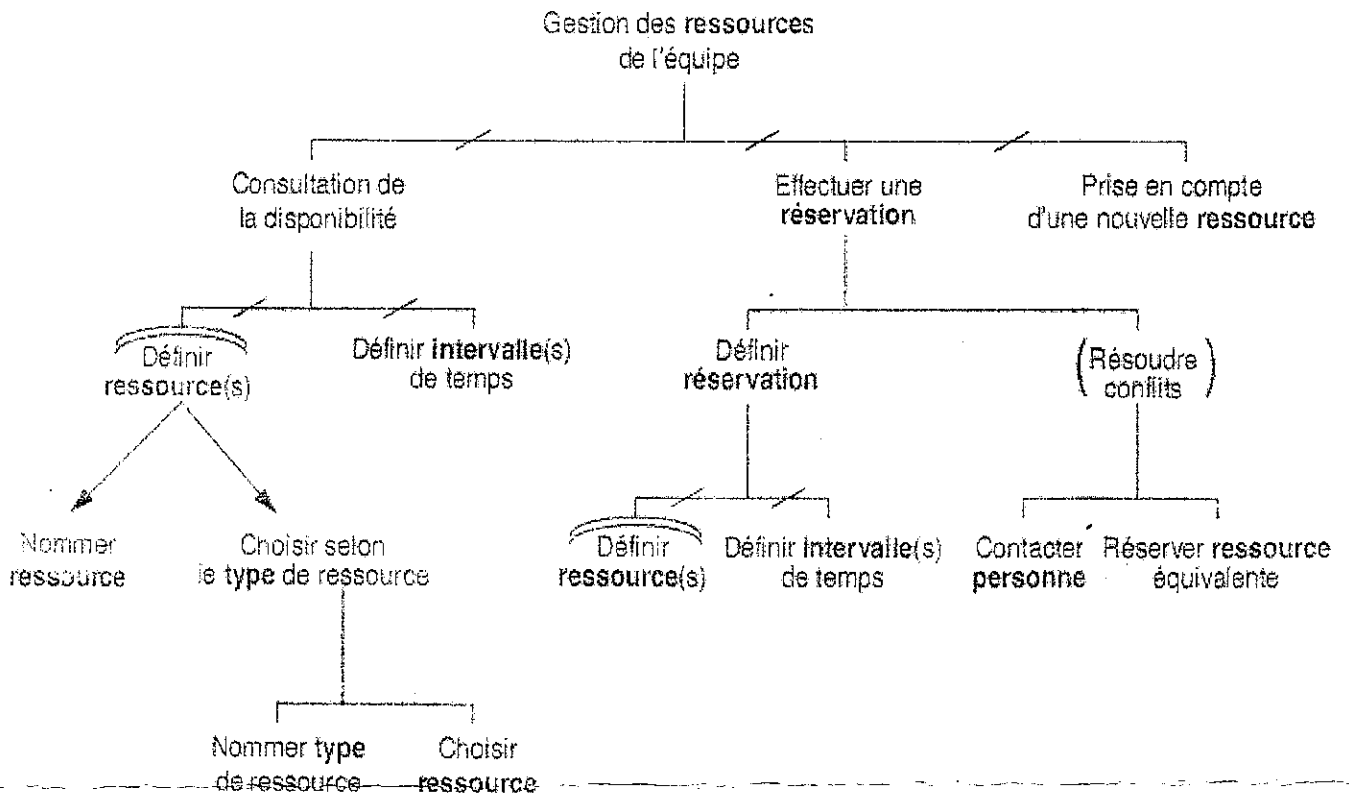 Gestion des ressources
de l'équipe
Consultation de
la disponibilité
Effectuer une
réservation
Prise en compte
d'une nouvelle ressource
Définir
ressource(s)
Définir intervalle(s)
de temps
Définir
réservation
(Résoudre
conflits)
Nommer
ressource
Choisir selon
le type de ressource
Définir
ressource(s)
Définir intervalle(s)
de temps
Contacter
personne
Réserver ressource
équivalente
Nommer type
de ressource
Choisir
ressource